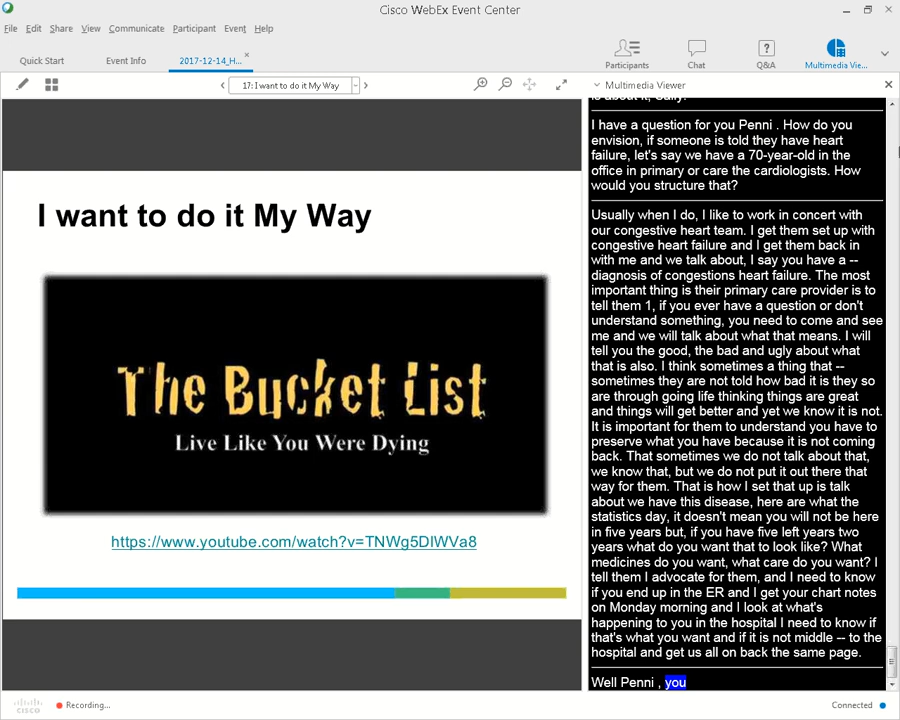 Cisco WebEx Event Center
File Edit Share View Communicate Participant Event Help
Quick Start
Event Info
2017-12-14_H...
Participants
Chat
Q&A
Multimedia Vie...
17: I want to do it My Way
Multimedia Viewer
I want to do it My Way
The Bucket List
Live Like You Were Dying
https://www.youtube.com/watch?v=TNWg5DIWVa8
is about it, Sally.
I have a question for you Penni . How do you
envision, if someone is told they have heart
failure, let's say we have a 70-year-old in the
office in primary or care the cardiologists. How
would you structure that?
Usually when I do, I like to work in concert with
our congestive heart team. I get them set up with
congestive heart failure and I get them back in
with me and we talk about, I say you have a --
diagnosis of congestions heart failure. The most
important thing is their primary care provider is to
tell them 1, if you ever have a question or don't
understand something, you need to come and see
me and we will talk about what that means. I will
tell you the good, the bad and ugly about what
that is also. I think sometimes a thing that --
sometimes they are not told how bad it is they so
are through going life thinking things are great
and things will get better and yet we know it is not.
It is important for them to understand you have to
preserve what you have because it is not coming
back. That sometimes we do not talk about that,
we know that, but we do not put it out there that
way for them. That is how I set that up is talk
about we have this disease, here are what the
statistics day, it doesn't mean you will not be here
in five years but, if you have five left years two
years what do you want that to look like? What
medicines do you want, what care do you want? I
tell them I advocate for them, and I need to know
if you end up in the ER and I get your chart notes
on Monday morning and I look at what's
happening to you in the hospital I need to know if
that's what you want and if it is not middle -- to the
hospital and get us all on back the same page.
Well Penni , you
cisco
Recording...
Connected